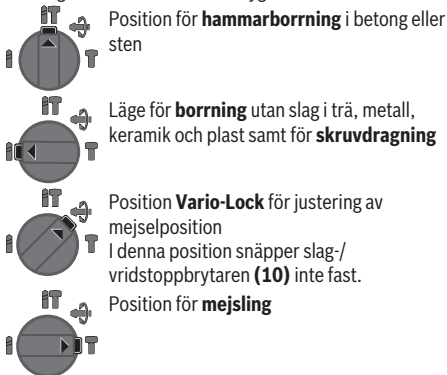 Position för hammarborrning i betong eller
sten
Läge för borrning utan slag i trä, metall,
keramik och plast samt för skruvdragning
Position Vario-Lock för justering av
mejselposition
I denna position snäpper slag-/
vridstoppbrytaren (10) inte fast.
Position för mejsling